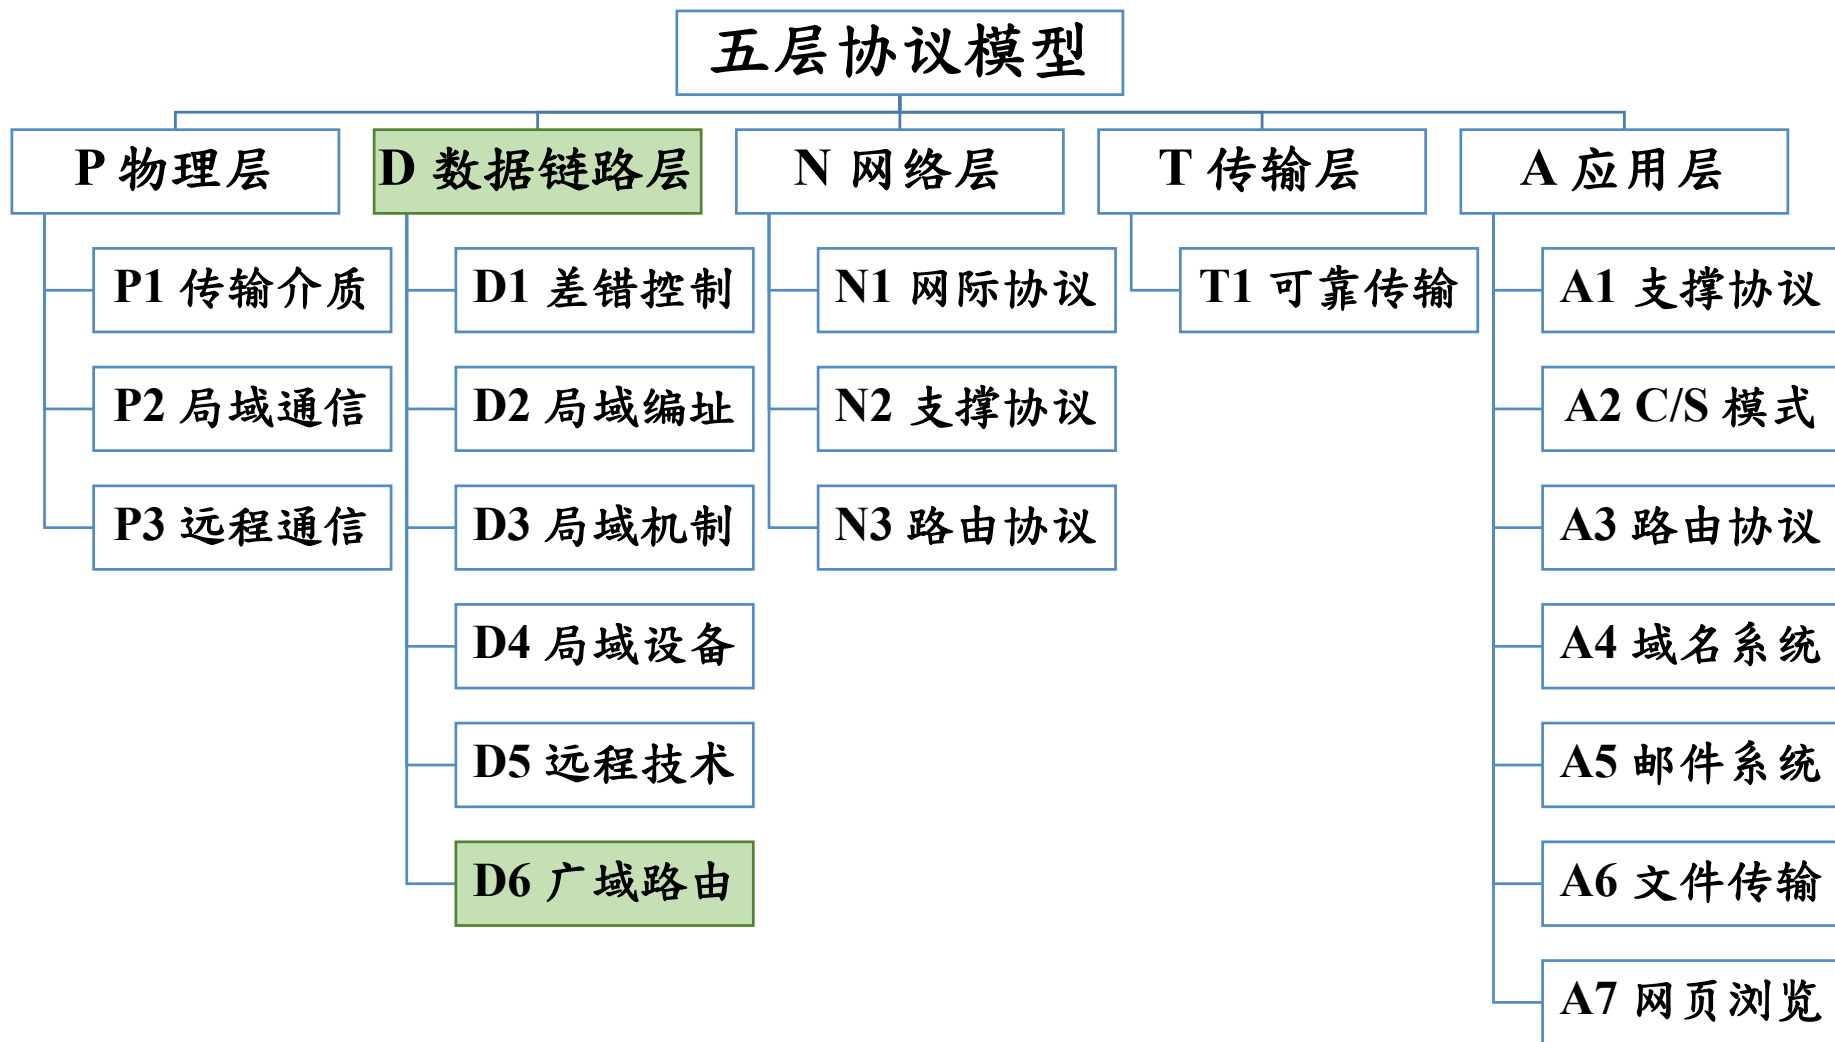 五层协议模型
P 物理层
D 数据链路层
N 网络层
T 传输层
A 应用层
P1 传输介质
P2 局域通信
P3 远程通信
D1 差错控制
D2 局域编址
D3 局域机制
D4 局域设备
D5 远程技术
D6 广域路由
N1 网际协议
N2 支撑协议
N3 路由协议
T1 可靠传输
A1 支撑协议
A2 C/S 模式
A3 路由协议
A4 域名系统
A5 邮件系统
A6 文件传输
A7 网页浏览